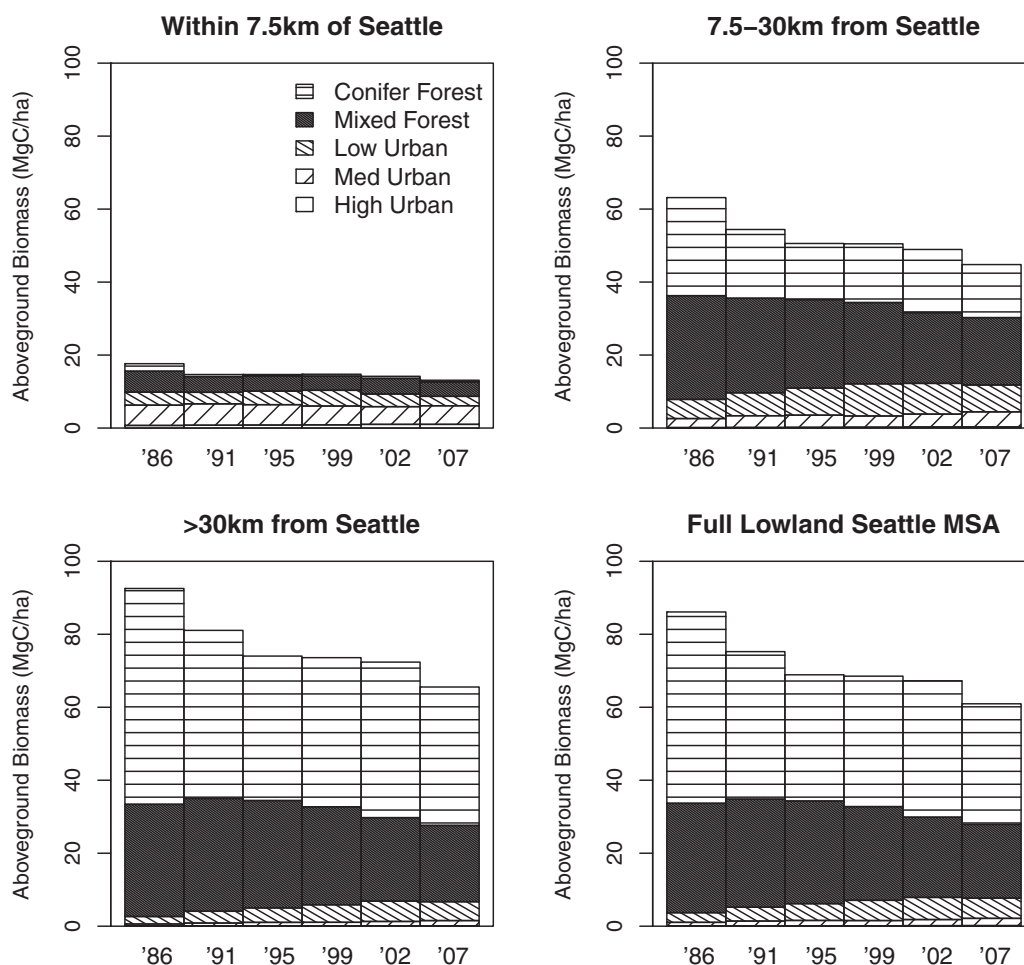 Within 7.5km of Seattle
Aboveground Biomass (MgC/ha)
100
80
60
40
20
0
Conifer Forest
Mixed Forest
Low Urban
Med Urban
High Urban
'86 '91 '95 '99 '02 '07
7.5–30km from Seattle
Aboveground Biomass (MgC/ha)
100
80
60
40
20
0
'86 '91 '95 '99 '02 '07
>30km from Seattle
Aboveground Biomass (MgC/ha)
100
80
60
40
20
0
'86 '91 '95 '99 '02 '07
Full Lowland Seattle MSA
Aboveground Biomass (MgC/ha)
100
80
60
40
20
0
'86 '91 '95 '99 '02 '07